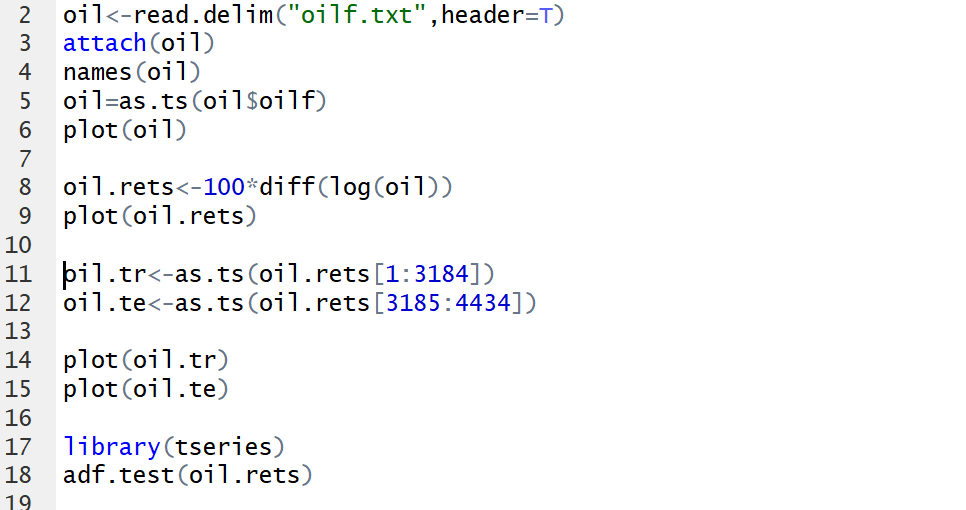 2 oil<-read.delim("oilf.txt",header=T)
3 attach(oil)
4 names(oil)
5 oil=as.ts(oil$oilf)
6 plot(oil)
7
8 oil.rets<-100*diff(log(oil))
9 plot(oil.rets)
10
11 oil.tr<-as.ts(oil.rets[1:3184])
12 oil.te<-as.ts(oil.rets[3185:4434])
13
14 plot(oil.tr)
15 plot(oil.te)
16
17 library(tseries)
18 adf.test(oil.rets)
19